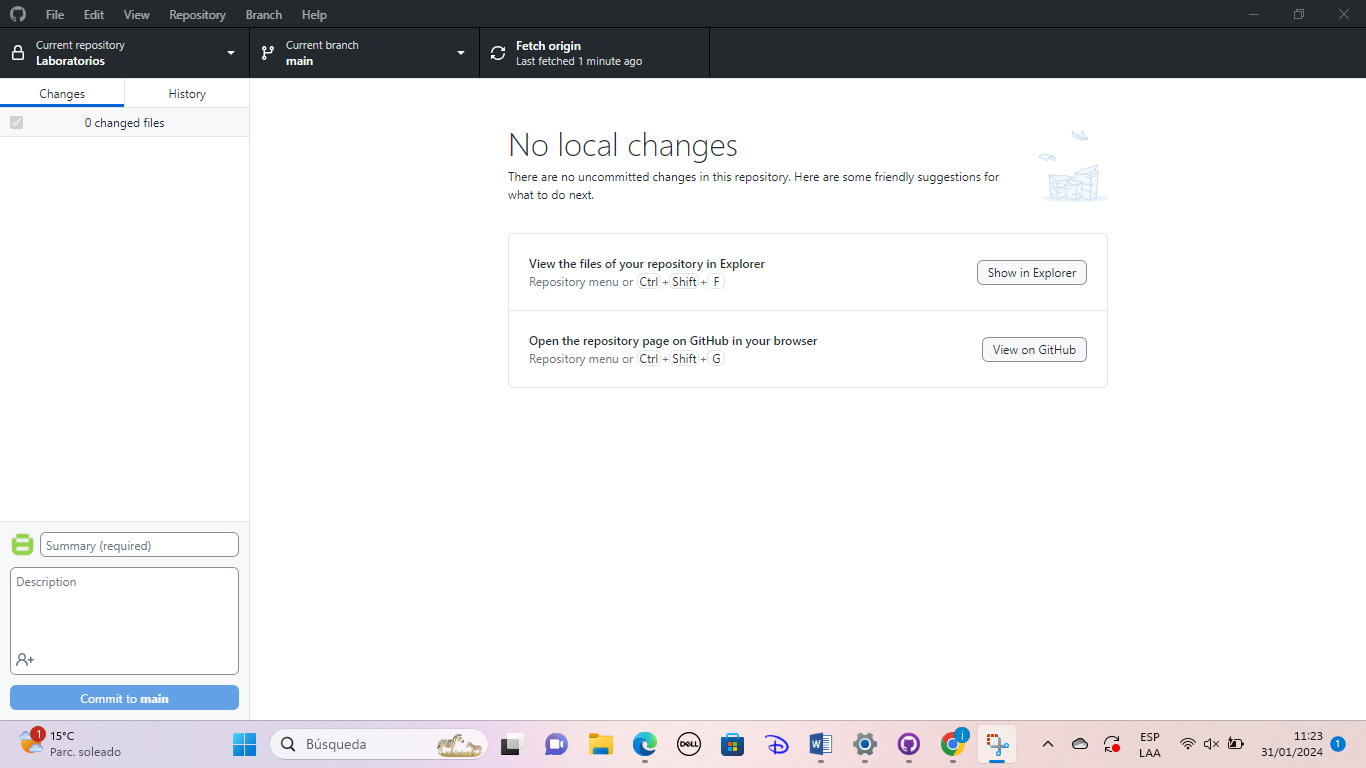 File Edit View Repository Branch Help
Current repository
Laboratorios
Current branch
main
Fetch origin
Last fetched 1 minute ago
Changes History
0 changed files
No local changes
There are no uncommitted changes in this repository. Here are some friendly suggestions for
what to do next.
View the files of your repository in Explorer
Repository menu or Ctrl + Shift + F
Show in Explorer
Open the repository page on GitHub in your browser
Repository menu or Ctrl + Shift + G
View on GitHub
Summary (required)
Description
Commit to main
1
15°C
Parc. soleado
Búsqueda
DELL
W
i
ESP
LAA
11:23
31/01/2024
1